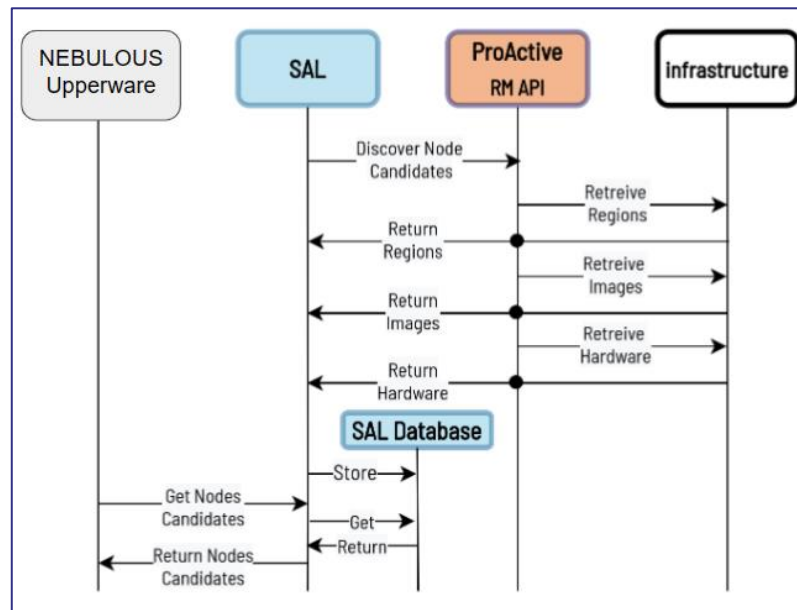 NEBULOUS
Upperware
SAL
ProActive
RM API
infrastructure
Discover Node
Candidates
Retreive
Regions
Return
Regions
Retreive
Images
Return
Images
Retreive
Hardware
Return
Hardware
SAL Database
Store
Get Nodes
Candidates
Get
Return
Return Nodes
Candidates